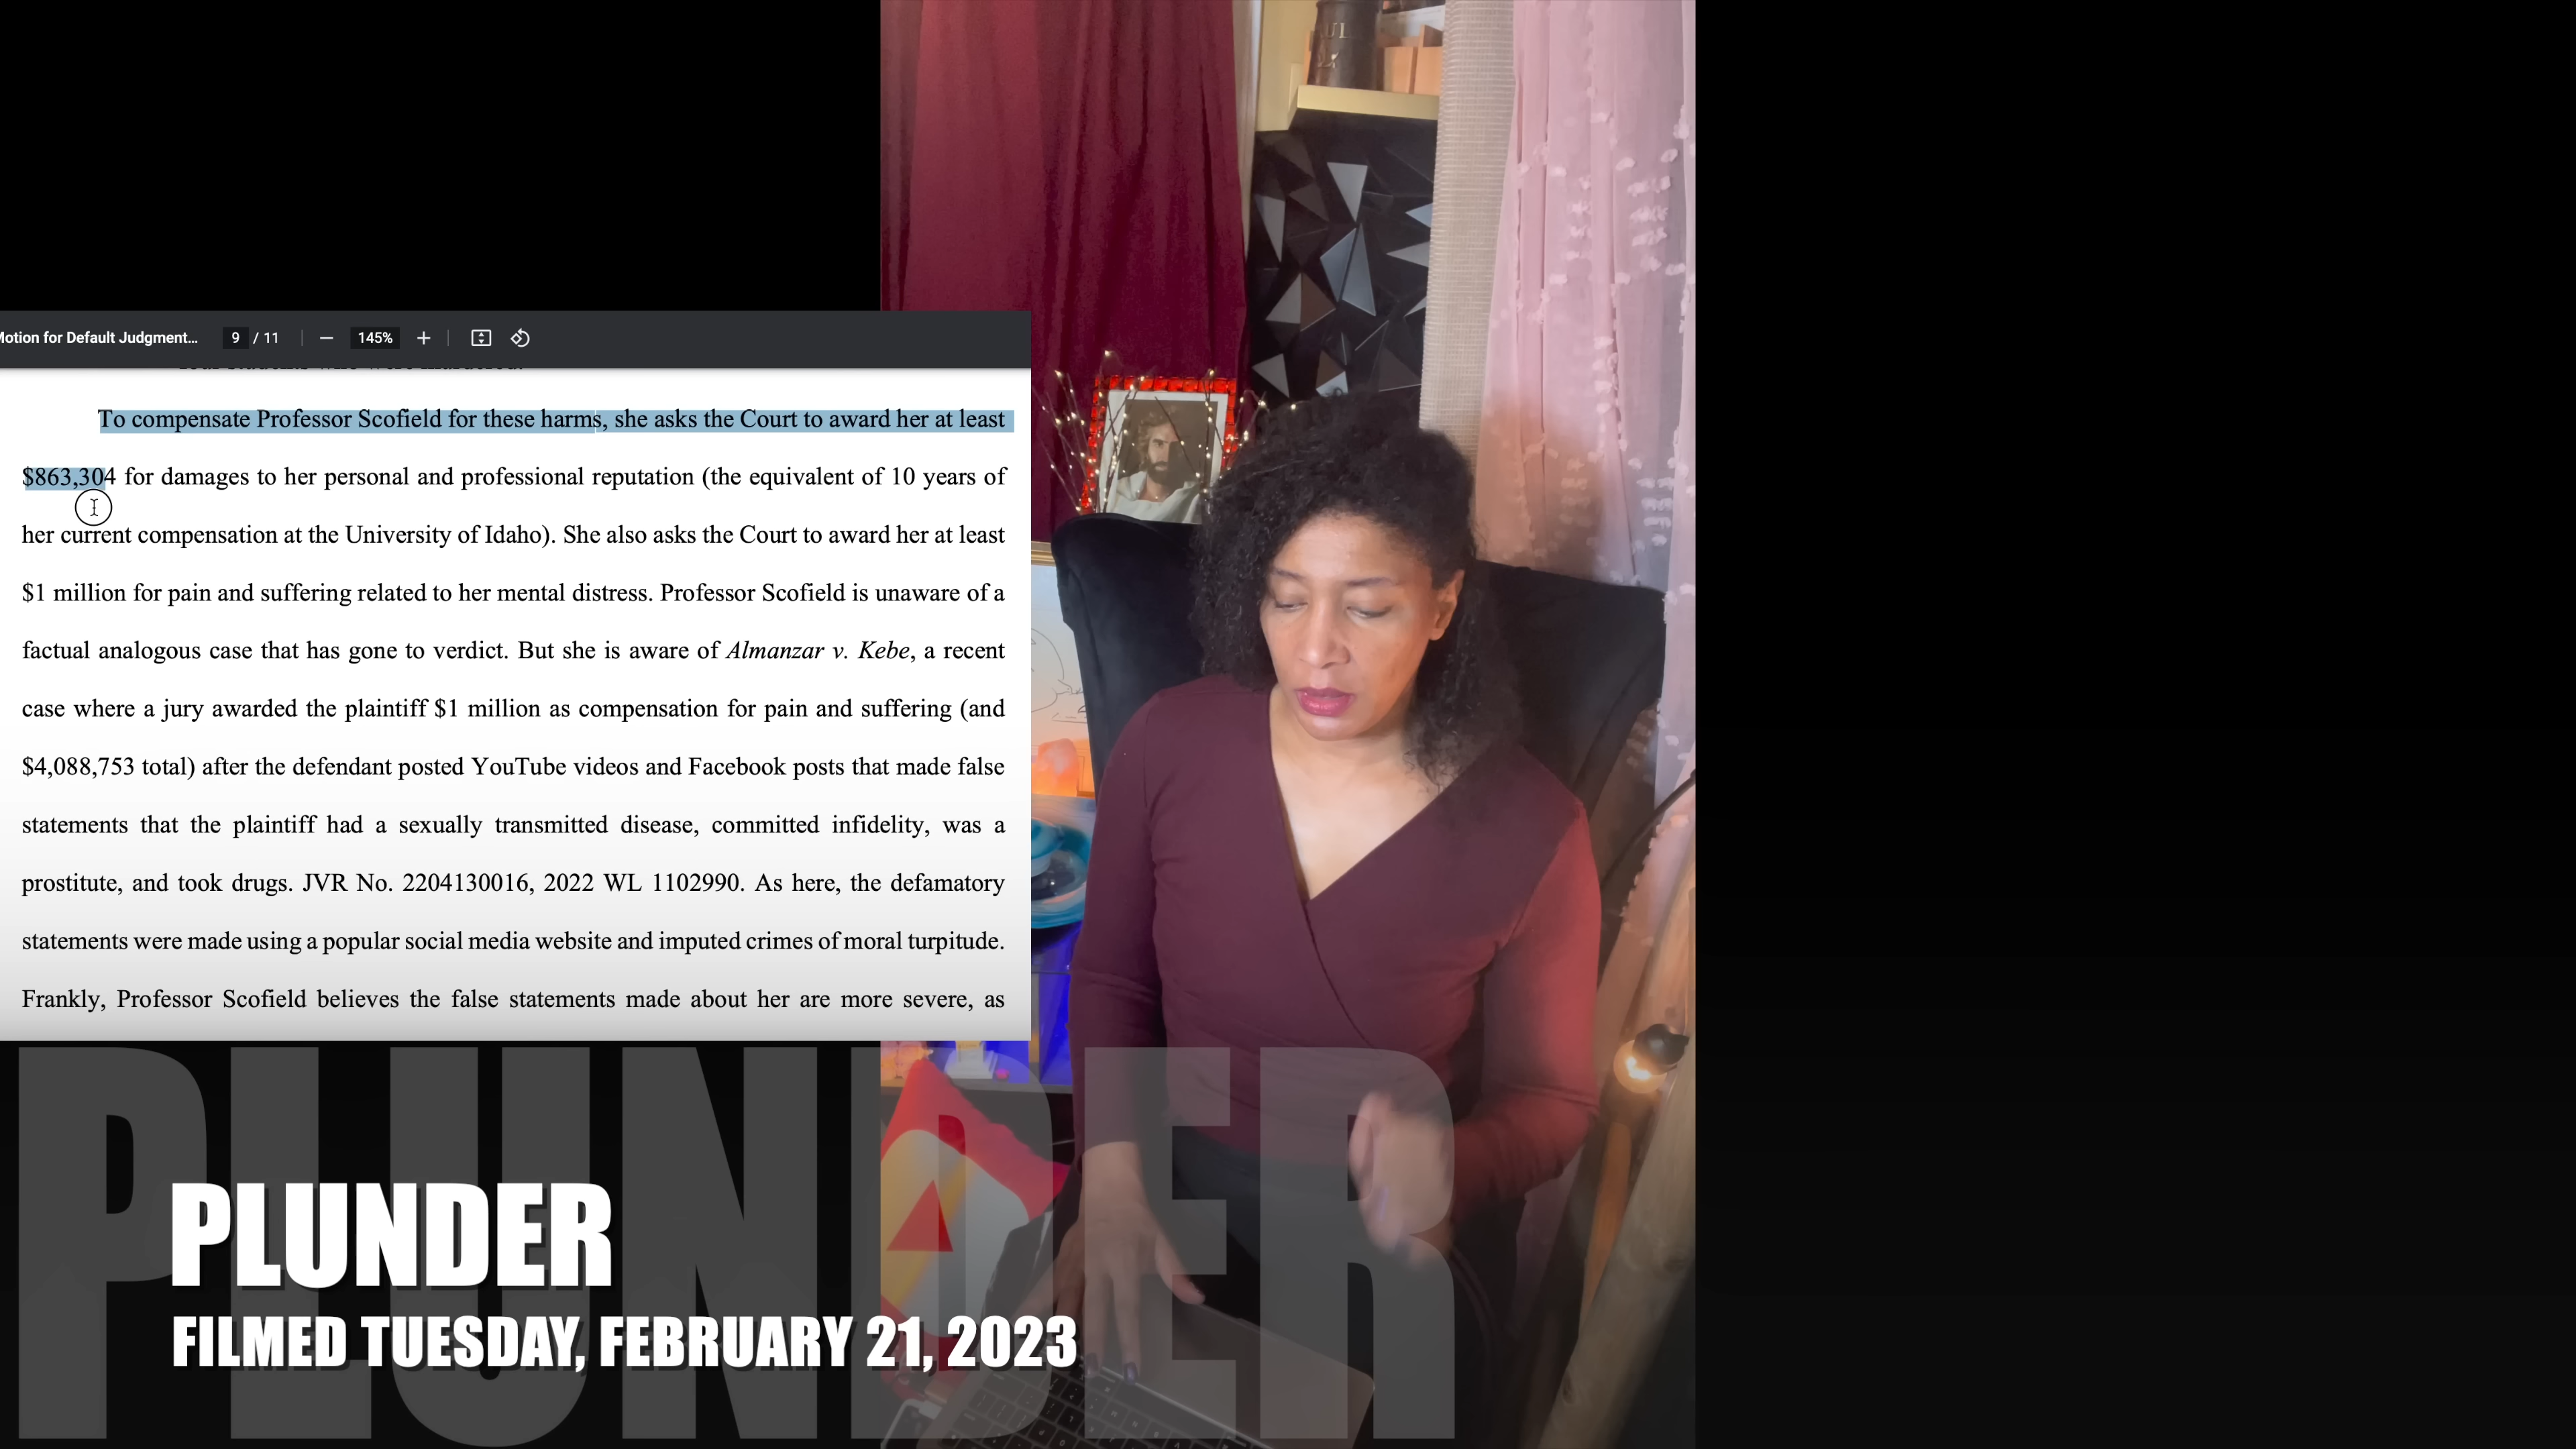 Motion for Default Judgment... 9 / 11 145%
To compensate Professor Scofield for these harms, she asks the Court to award her at least
$863,304 for damages to her personal and professional reputation (the equivalent of 10 years of
her current compensation at the University of Idaho). She also asks the Court to award her at least
$1 million for pain and suffering related to her mental distress. Professor Scofield is unaware of a
factual analogous case that has gone to verdict. But she is aware of Almanzar v. Kebe, a recent
case where a jury awarded the plaintiff $1 million as compensation for pain and suffering (and
$4,088,753 total) after the defendant posted YouTube videos and Facebook posts that made false
statements that the plaintiff had a sexually transmitted disease, committed infidelity, was a
prostitute, and took drugs. JVR No. 2204130016, 2022 WL 1102990. As here, the defamatory
statements were made using a popular social media website and imputed crimes of moral turpitude.
Frankly, Professor Scofield believes the false statements made about her are more severe, as
PLUNDER
PLUNDER
FILMED TUESDAY, FEBRUARY 21, 2023